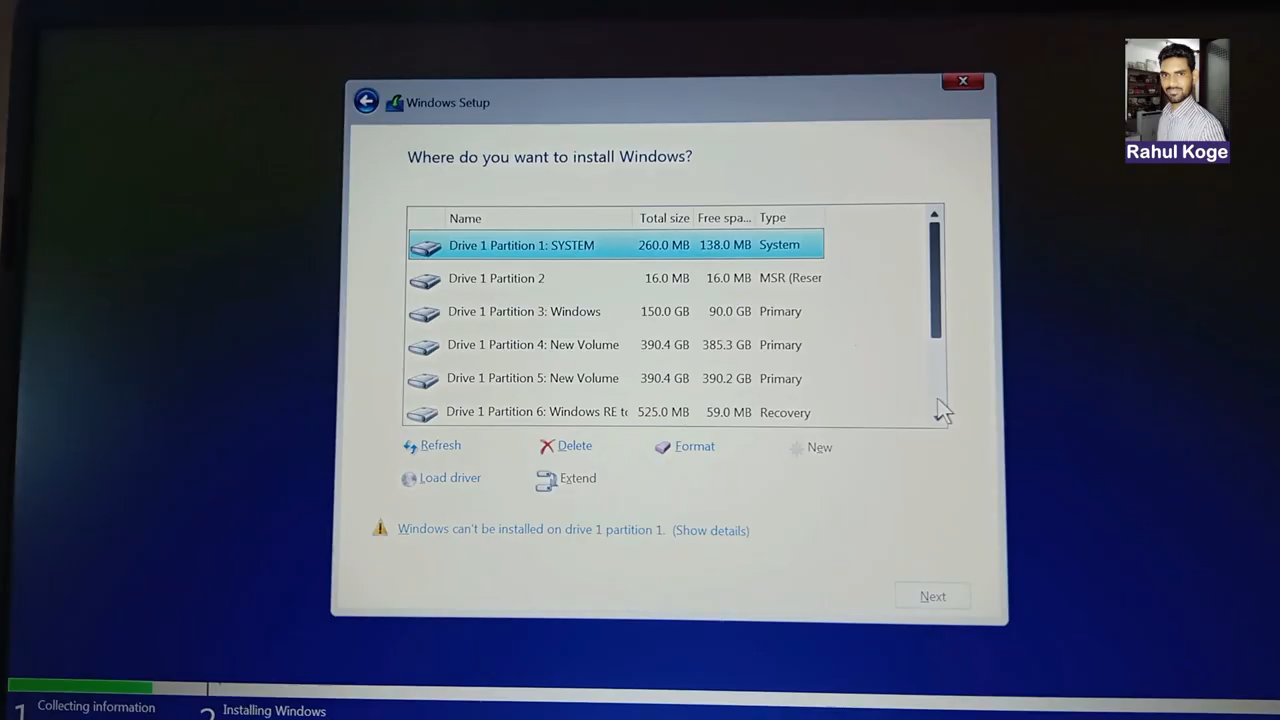 Rahul Koge
Windows Setup
Where do you want to install Windows?
Name Total size Free spa... Type
Drive 1 Partition 1: SYSTEM 260.0 MB 138.0 MB System
Drive 1 Partition 2 16.0 MB 16.0 MB MSR (Reser
Drive 1 Partition 3: Windows 150.0 GB 90.0 GB Primary
Drive 1 Partition 4: New Volume 390.4 GB 385.3 GB Primary
Drive 1 Partition 5: New Volume 390.4 GB 390.2 GB Primary
Drive 1 Partition 6: Windows RE to 525.0 MB 59.0 MB Recovery
Refresh Delete Format New
Load driver Extend
Windows can't be installed on drive 1 partition 1. (Show details)
Next
1 Collecting information 2 Installing Windows